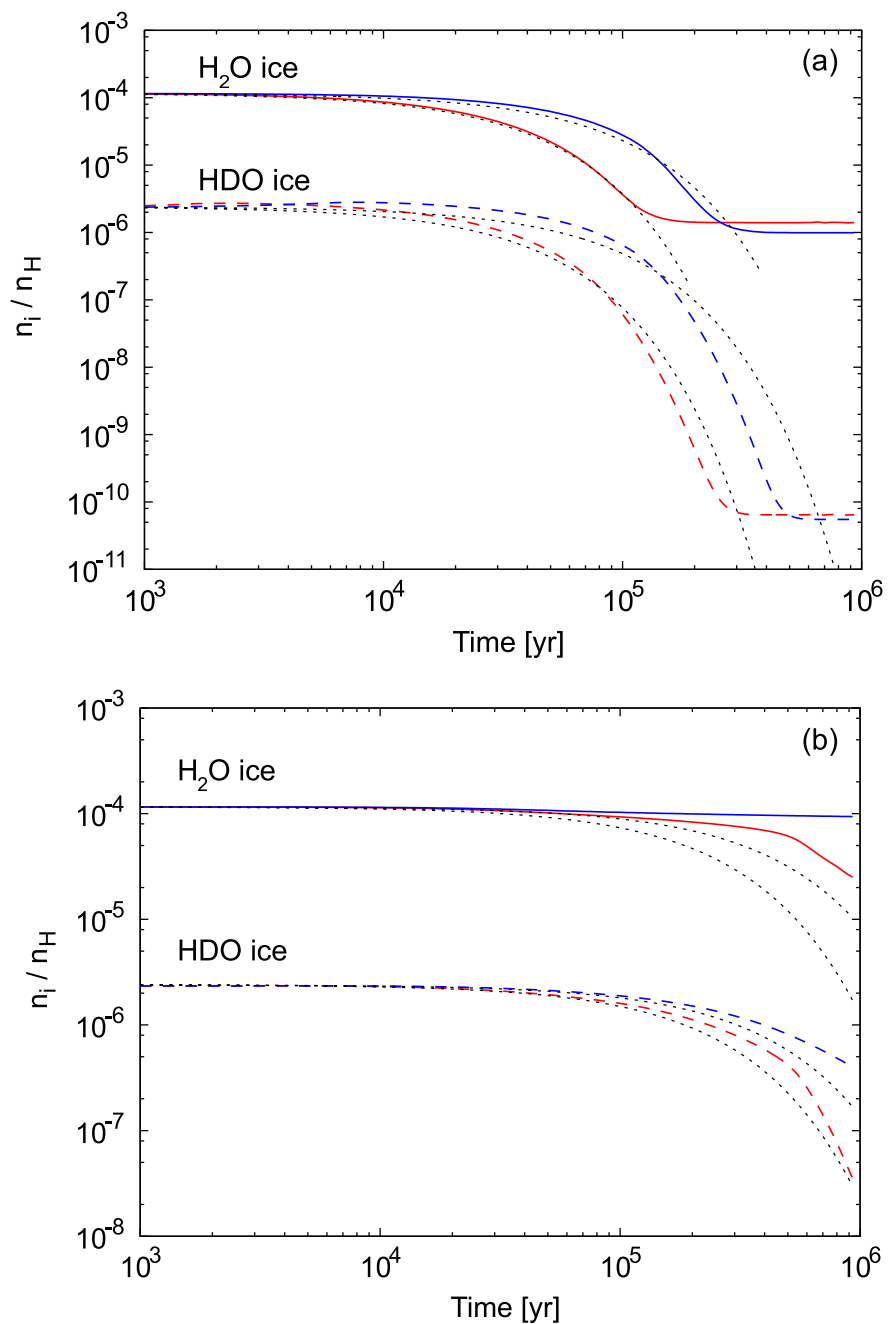 (a)
10⁻³
H₂O ice
10⁻⁴
10⁻⁵
HDO ice
10⁻⁶
10⁻⁷
10⁻⁸
10⁻⁹
10⁻¹⁰
10⁻¹¹
nᵢ / n_H
10³ 10⁴ 10⁵ 10⁶
Time [yr]
(b)
10⁻³
H₂O ice
10⁻⁴
10⁻⁵
HDO ice
10⁻⁶
10⁻⁷
10⁻⁸
nᵢ / n_H
10³ 10⁴ 10⁵ 10⁶
Time [yr]